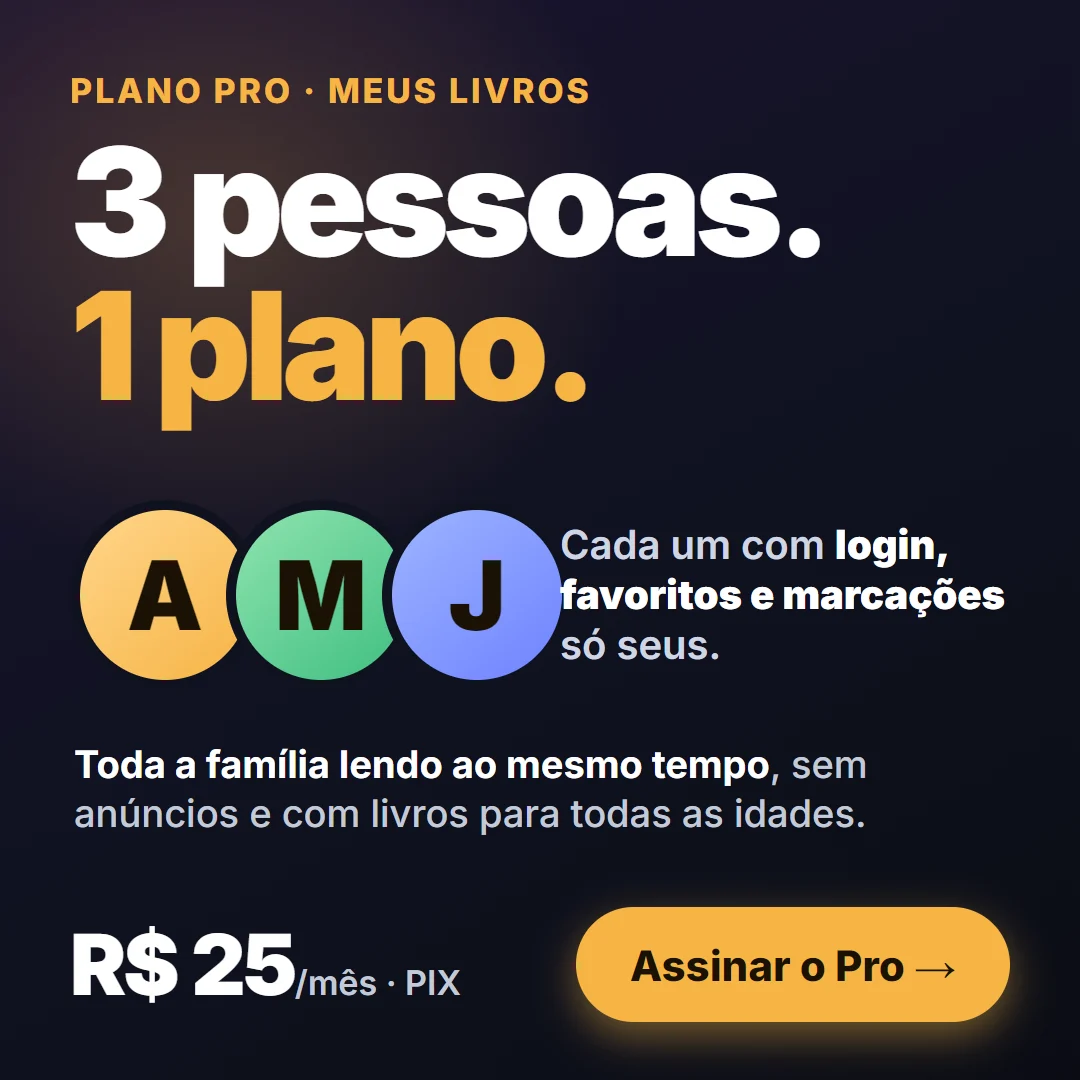 PLANO PRO · MEUS LIVROS
3 pessoas.
1 plano.
A M J
Cada um com login,
favoritos e marcações
só seus.
Toda a família lendo ao mesmo tempo, sem
anúncios e com livros para todas as idades.
R$ 25/mês · PIX
Assinar o Pro →